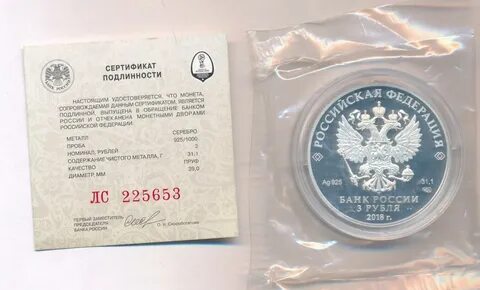 СЕРТИФИКАТ
ПОДЛИННОСТИ
НАСТОЯЩИМ УДОСТОВЕРЯЕТСЯ, ЧТО МОНЕТА,
СОПРОВОЖДАЕМАЯ ДАННЫМ СЕРТИФИКАТОМ, ЯВЛЯЕТСЯ
ПОДЛИННОЙ, ВЫПУЩЕНА В ОБРАЩЕНИЕ БАНКОМ
РОССИИ И ОТЧЕКАНЕНА МОНЕТНЫМИ ДВОРАМИ
РОССИЙСКОЙ ФЕДЕРАЦИИ.
МЕТАЛЛ СЕРЕБРО
ПРОБА 925/1000
НОМИНАЛ, РУБЛЕЙ 3
СОДЕРЖАНИЕ ЧИСТОГО МЕТАЛЛА, Г 31,1
КАЧЕСТВО ПРУФ
ДИАМЕТР, ММ 39,0
ЛС 225653
ПЕРВЫЙ ЗАМЕСТИТЕЛЬ
ПРЕДСЕДАТЕЛЯ
БАНКА РОССИИ
О. Н. Скоробогатова
РОССИЙСКАЯ ФЕДЕРАЦИЯ
Ag 925 31,1
БАНК РОССИИ
3 РУБЛЯ
2018 г.